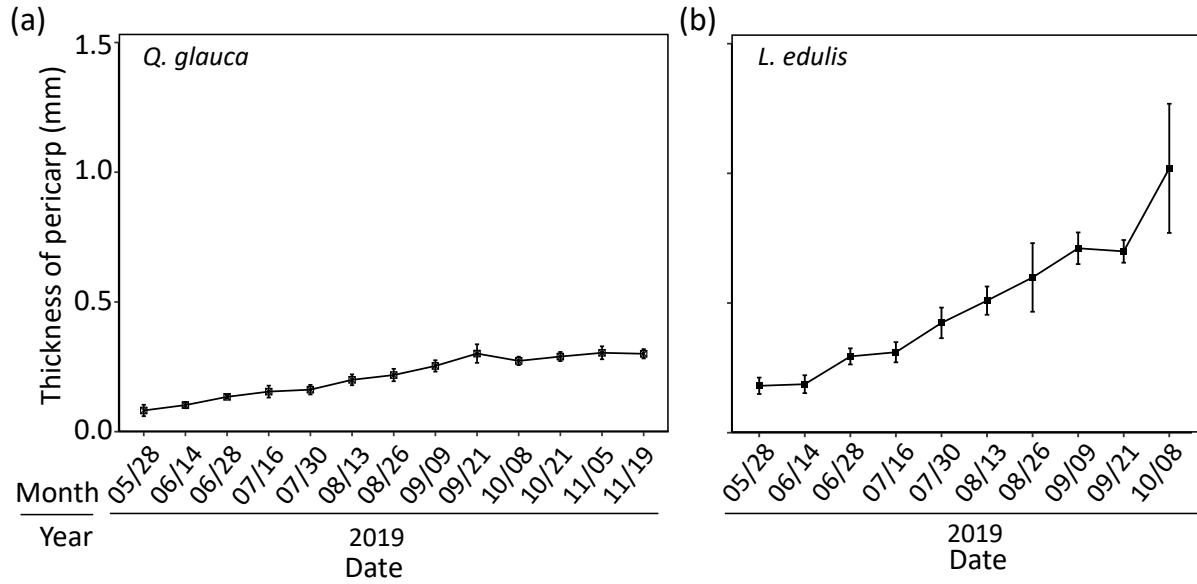 (a)
Q. glauca
Thickness of pericarp (mm)
1.5
1.0
0.5
0.0
05/28 06/14 06/28 07/16 07/30 08/13 08/26 09/09 09/21 10/08 10/21 11/05 11/19
Month
Year
2019
Date
(b)
L. edulis
05/28 06/14 06/28 07/16 07/30 08/13 08/26 09/09 09/21 10/08
2019
Date